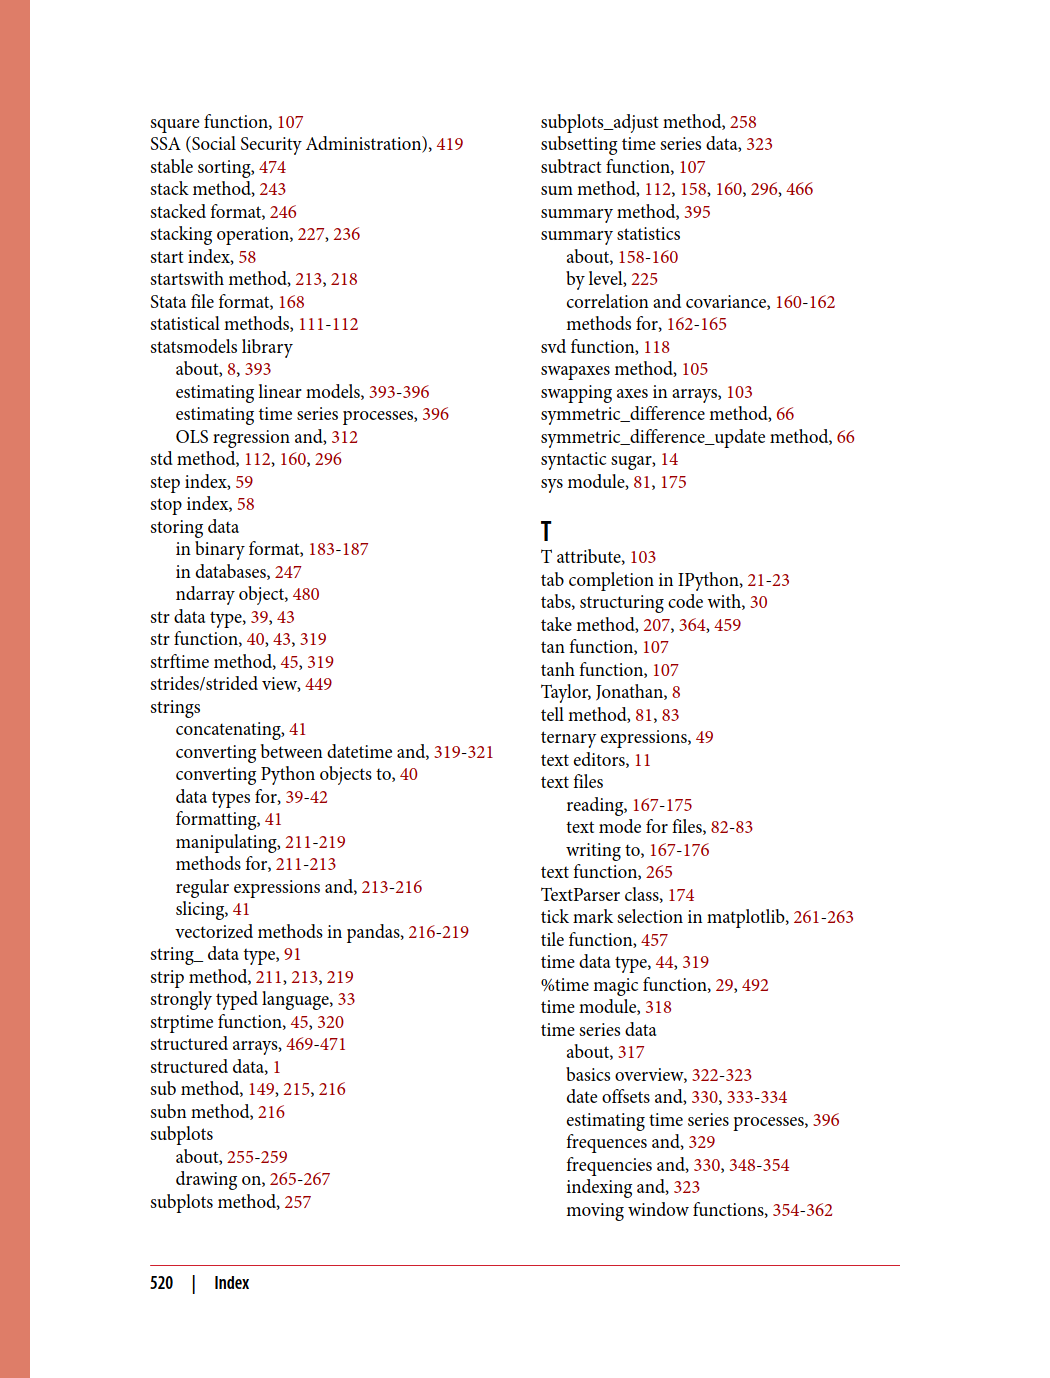 square function, 107
SSA (Social Security Administration), 419
stable sorting, 474
stack method, 243
stacked format, 246
stacking operation, 227, 236
start index, 58
startswith method, 213, 218
Stata file format, 168
statistical methods, 111-112
statsmodels library
about, 8, 393
estimating linear models, 393-396
estimating time series processes, 396
OLS regression and, 312
std method, 112, 160, 296
step index, 59
stop index, 58
storing data
in binary format, 183-187
in databases, 247
ndarray object, 480
str data type, 39, 43
str function, 40, 43, 319
strftime method, 45, 319
strides/strided view, 449
strings
concatenating, 41
converting between datetime and, 319-321
converting Python objects to, 40
data types for, 39-42
formatting, 41
manipulating, 211-219
methods for, 211-213
regular expressions and, 213-216
slicing, 41
vectorized methods in pandas, 216-219
string_ data type, 91
strip method, 211, 213, 219
strongly typed language, 33
strptime function, 45, 320
structured arrays, 469-471
structured data, 1
sub method, 149, 215, 216
subn method, 216
subplots
about, 255-259
drawing on, 265-267
subplots method, 257
subplots_adjust method, 258
subsetting time series data, 323
subtract function, 107
sum method, 112, 158, 160, 296, 466
summary method, 395
summary statistics
about, 158-160
by level, 225
correlation and covariance, 160-162
methods for, 162-165
svd function, 118
swapaxes method, 105
swapping axes in arrays, 103
symmetric_difference method, 66
symmetric_difference_update method, 66
syntactic sugar, 14
sys module, 81, 175
T
T attribute, 103
tab completion in IPython, 21-23
tabs, structuring code with, 30
take method, 207, 364, 459
tan function, 107
tanh function, 107
Taylor, Jonathan, 8
tell method, 81, 83
ternary expressions, 49
text editors, 11
text files
reading, 167-175
text mode for files, 82-83
writing to, 167-176
text function, 265
TextParser class, 174
tick mark selection in matplotlib, 261-263
tile function, 457
time data type, 44, 319
%time magic function, 29, 492
time module, 318
time series data
about, 317
basics overview, 322-323
date offsets and, 330, 333-334
estimating time series processes, 396
frequences and, 329
frequencies and, 330, 348-354
indexing and, 323
moving window functions, 354-362
520 | Index